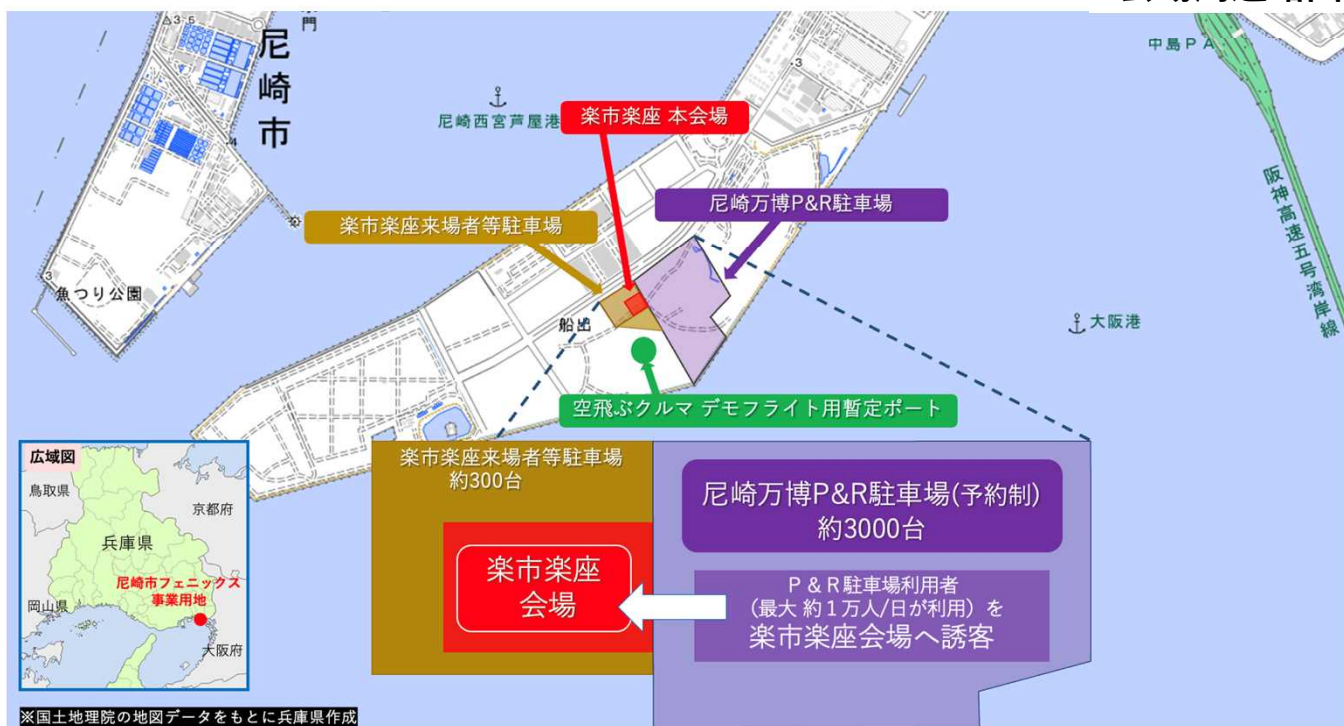 東門
3.5
尼崎市
4
尼崎西宮芦屋港
楽市楽座 本会場
3
中島PA
阪神高速五号湾岸線
楽市楽座来場者等駐車場
尼崎万博P&R駐車場
3
魚つり公園
船出
大阪港
空飛ぶクルマ デモフライト用暫定ポート
広域図
鳥取県
京都府
兵庫県
尼崎市フェニックス
事業用地
岡山県
大阪府
楽市楽座来場者等駐車場
約300台
楽市楽座
会場
尼崎万博P&R駐車場(予約制)
約3000台
P&R駐車場利用者
(最大 約1万人/日が利用)を
楽市楽座会場へ誘客
※国土地理院の地図データをもとに兵庫県作成